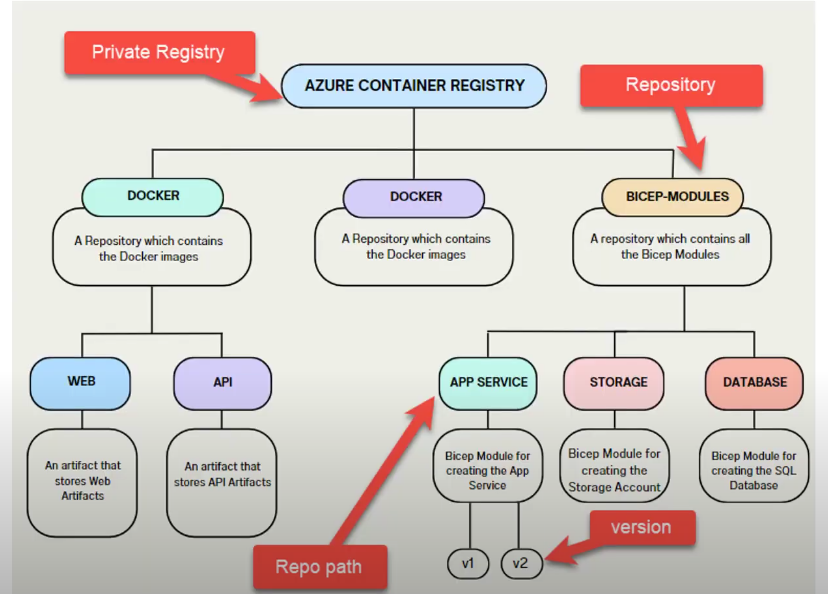 Private Registry
AZURE CONTAINER REGISTRY
Repository
DOCKER
A Repository which contains
the Docker images
DOCKER
A Repository which contains
the Docker images
BICEP-MODULES
A repository which contains all
the Bicep Modules
WEB
API
APP SERVICE
STORAGE
DATABASE
An artifact that
stores Web
Artifacts
An artifact that
stores API Artifacts
Bicep Module for
creating the App
Service
Bicep Module for
creating the
Storage Account
Bicep Module for
creating the SQL
Database
version
Repo path
v1
v2